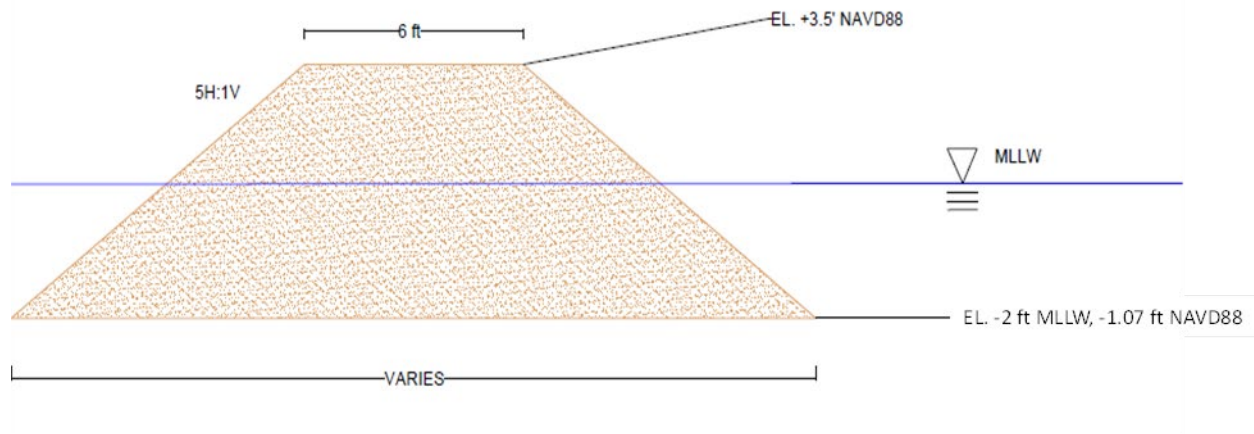 EL. +3.5' NAVD88
6 ft
5H:1V
MLLW
EL. -2 ft MLLW, -1.07 ft NAVD88
VARIES